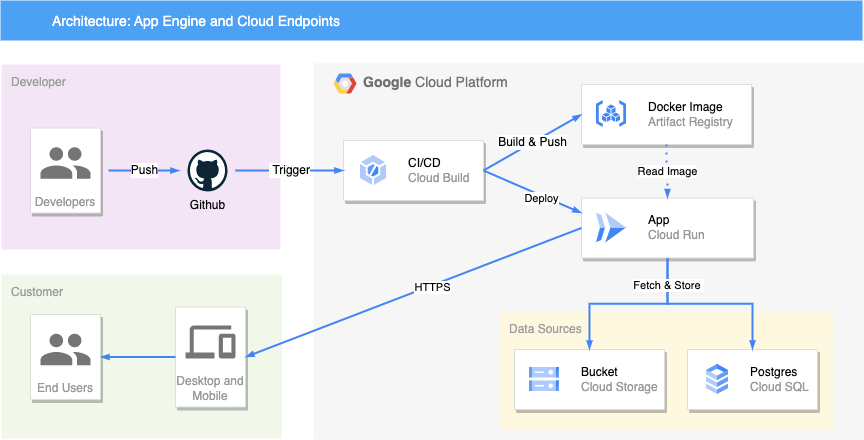 Architecture: App Engine and Cloud Endpoints
Developer
Developers
Push
Github
Trigger
Google Cloud Platform
CI/CD
Cloud Build
Build & Push
Deploy
Docker Image
Artifact Registry
Read Image
App
Cloud Run
HTTPS
Fetch & Store
Customer
End Users
Desktop and
Mobile
Data Sources
Bucket
Cloud Storage
Postgres
Cloud SQL